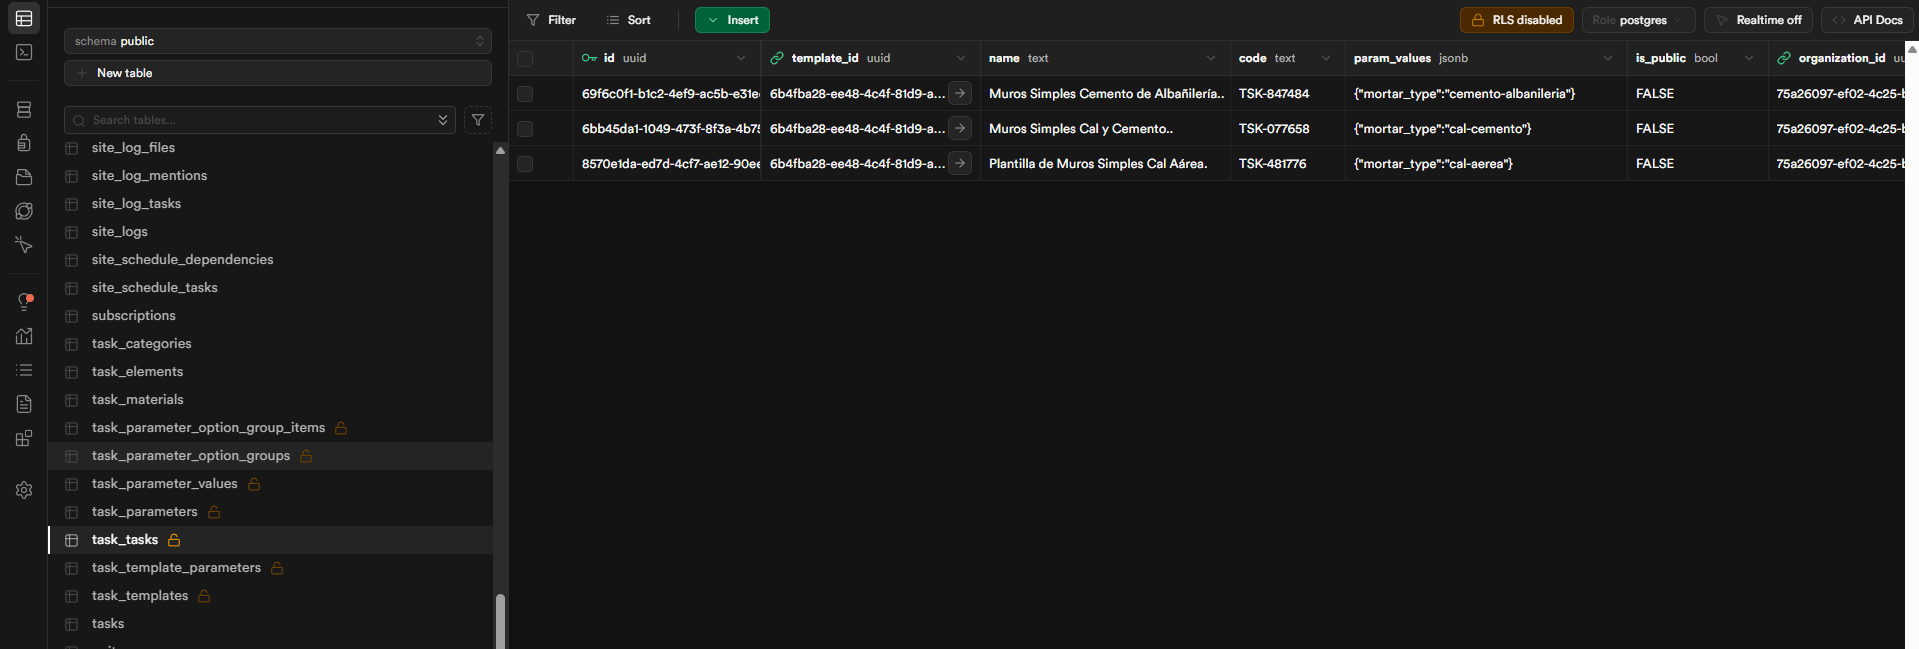 schema public
New table
Search tables...
site_log_files
site_log_mentions
site_log_tasks
site_logs
site_schedule_dependencies
site_schedule_tasks
subscriptions
task_categories
task_elements
task_materials
task_parameter_option_group_items
task_parameter_option_groups
task_parameter_values
task_parameters
task_tasks
task_template_parameters
task_templates
tasks
Filter Sort Insert RLS disabled Role postgres Realtime off API Docs
id uuid template_id uuid name text code text param_values jsonb is_public bool organization_id
69f6c0f1-b1c2-4ef9-ac5b-e31e 6b4fba28-ee48-4c4f-81d9-a... Muros Simples Cemento de Albañilería.. TSK-847484 {"mortar_type":"cemento-albanileria"} FALSE 75a26097-ef02-4c25-b
6bb45da1-1049-473f-8f3a-4b75 6b4fba28-ee48-4c4f-81d9-a... Muros Simples Cal y Cemento.. TSK-077658 {"mortar_type":"cal-cemento"} FALSE 75a26097-ef02-4c25-b
8570e1da-ed7d-4cf7-ae12-90ee 6b4fba28-ee48-4c4f-81d9-a... Plantilla de Muros Simples Cal Aárea. TSK-481776 {"mortar_type":"cal-aerea"} FALSE 75a26097-ef02-4c25-b